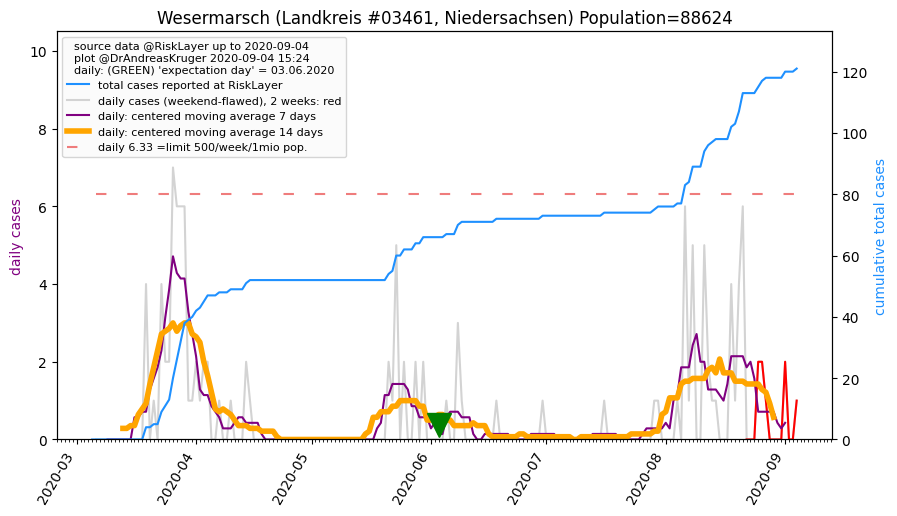 Wesermarsch (Landkreis #03461, Niedersachsen) Population=88624
source data @RiskLayer up to 2020-09-04
plot @DrAndreasKruger 2020-09-04 15:24
daily: (GREEN) 'expectation day' = 03.06.2020
total cases reported at RiskLayer
daily cases (weekend-flawed), 2 weeks: red
daily: centered moving average 7 days
daily: centered moving average 14 days
daily 6.33 =limit 500/week/1mio pop.
daily cases
10
8
6
4
2
0
cumulative total cases
120
100
80
60
40
20
0
2020-03
2020-04
2020-05
2020-06
2020-07
2020-08
2020-09